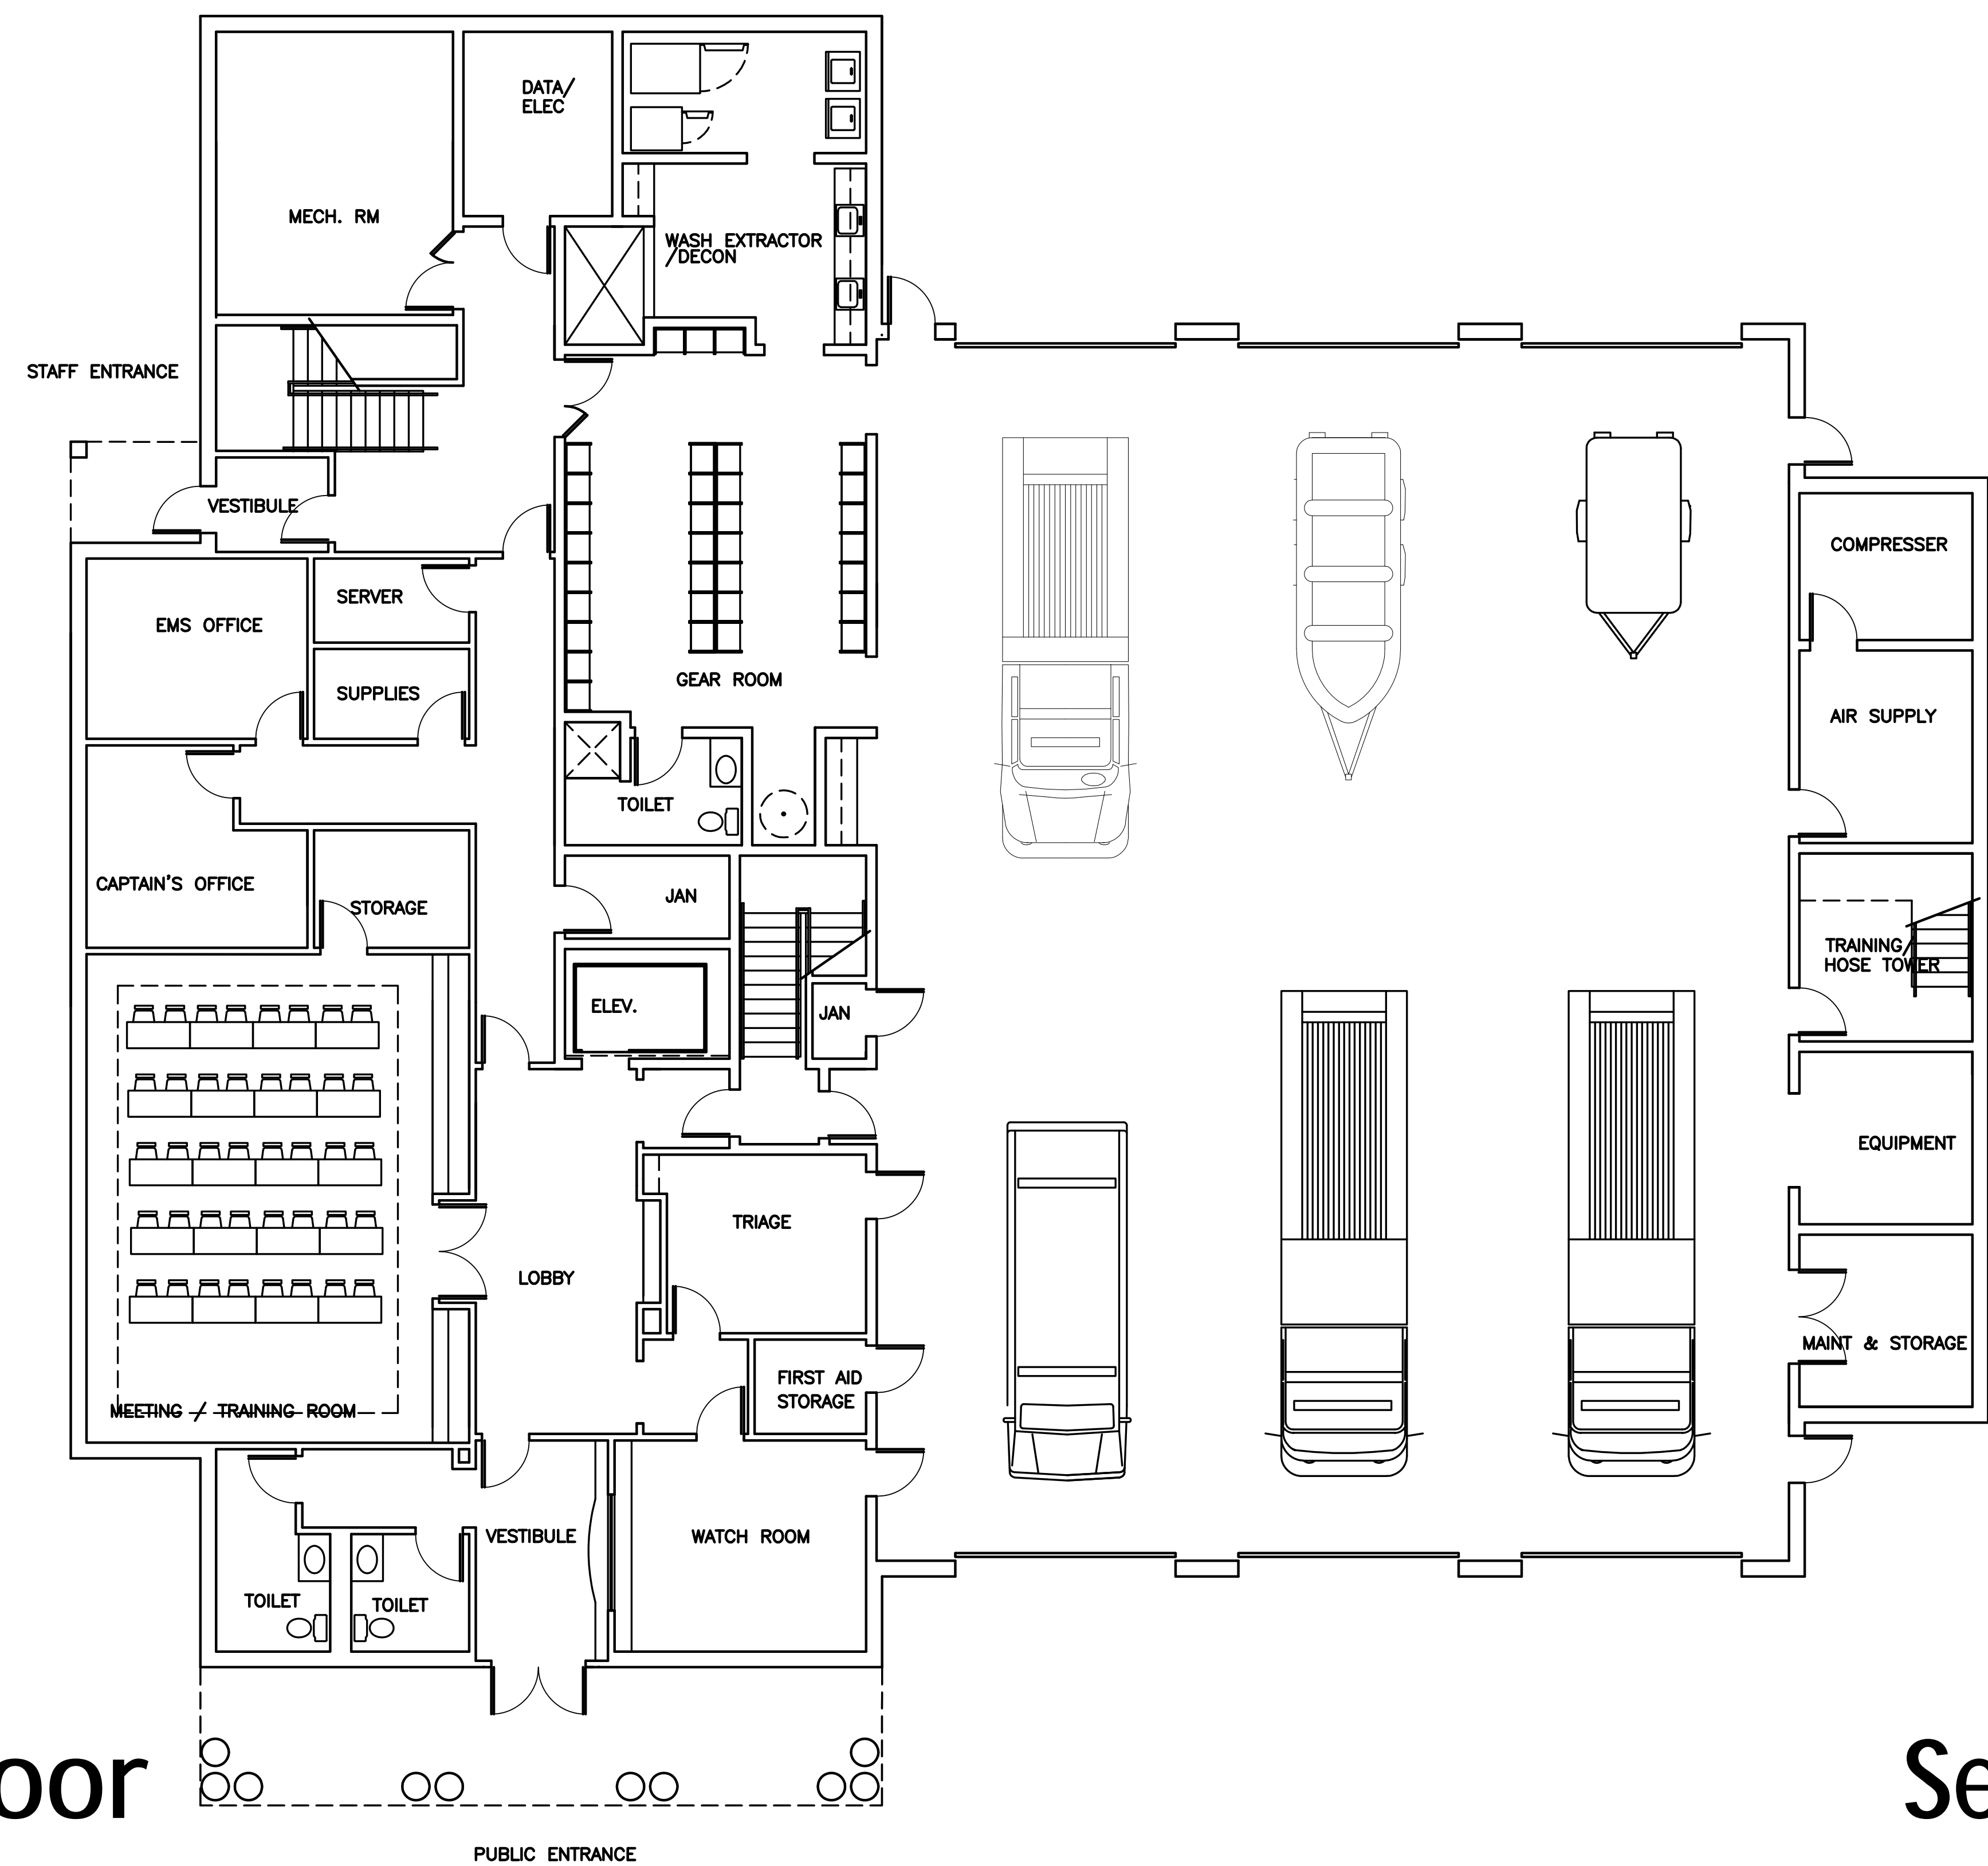 DATA/
ELEC
MECH. RM
WASH EXTRACTOR
/DECON
STAFF ENTRANCE
VESTIBULE
COMPRESSER
SERVER
EMS OFFICE
SUPPLIES
GEAR ROOM
AIR SUPPLY
TOILET
CAPTAIN'S OFFICE
JAN
STORAGE
TRAINING/
HOSE TOWER
ELEV.
JAN
EQUIPMENT
TRIAGE
LOBBY
MAINT & STORAGE
FIRST AID
STORAGE
MEETING / TRAINING ROOM
VESTIBULE
WATCH ROOM
TOILET
TOILET
oor
Se
PUBLIC ENTRANCE